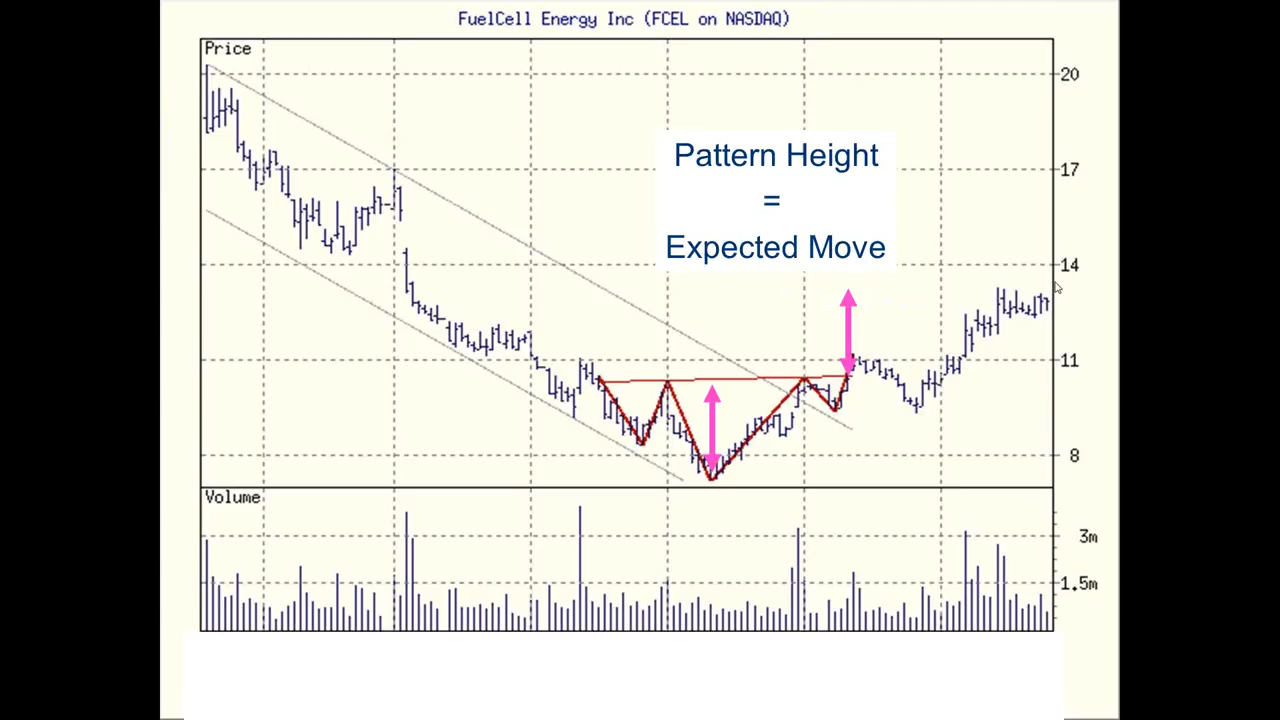 FuelCell Energy Inc (FCEL on NASDAQ)
Price
20
Pattern Height
17
=
Expected Move
14
11
8
Volume
3m
1.5m